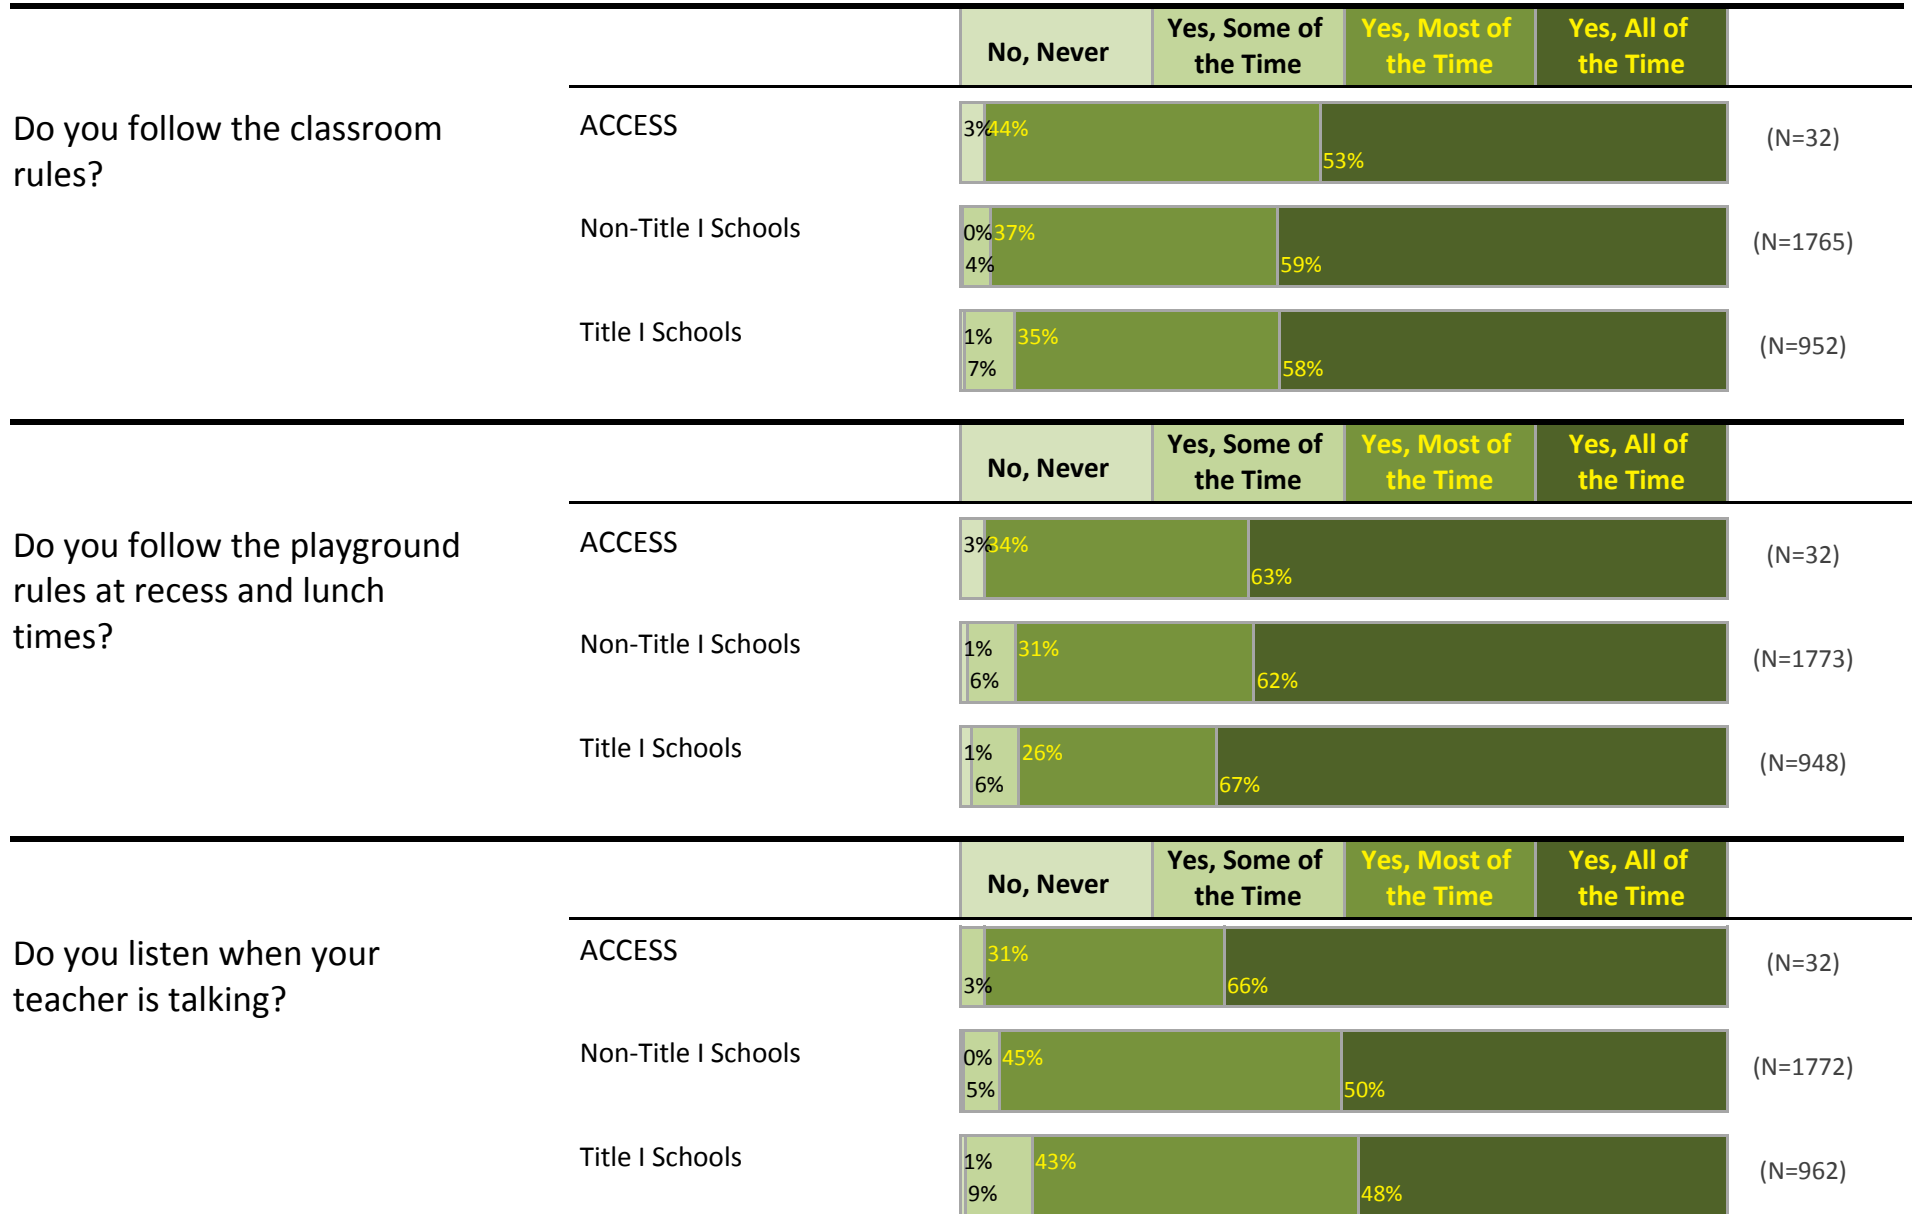 No, Never
Yes, Some of the Time
Yes, Most of the Time
Yes, All of the Time
Do you follow the classroom
rules?
ACCESS
3% 44%
53%
(N=32)
Non-Title I Schools
0% 37%
4% 59%
(N=1765)
Title I Schools
1% 35%
7% 58%
(N=952)
No, Never
Yes, Some of the Time
Yes, Most of the Time
Yes, All of the Time
Do you follow the playground
rules at recess and lunch
times?
ACCESS
3% 34%
63%
(N=32)
Non-Title I Schools
1% 31%
6% 62%
(N=1773)
Title I Schools
1% 26%
6% 67%
(N=948)
No, Never
Yes, Some of the Time
Yes, Most of the Time
Yes, All of the Time
Do you listen when your
teacher is talking?
ACCESS
31%
3% 66%
(N=32)
Non-Title I Schools
0% 45%
5% 50%
(N=1772)
Title I Schools
1% 43%
9% 48%
(N=962)